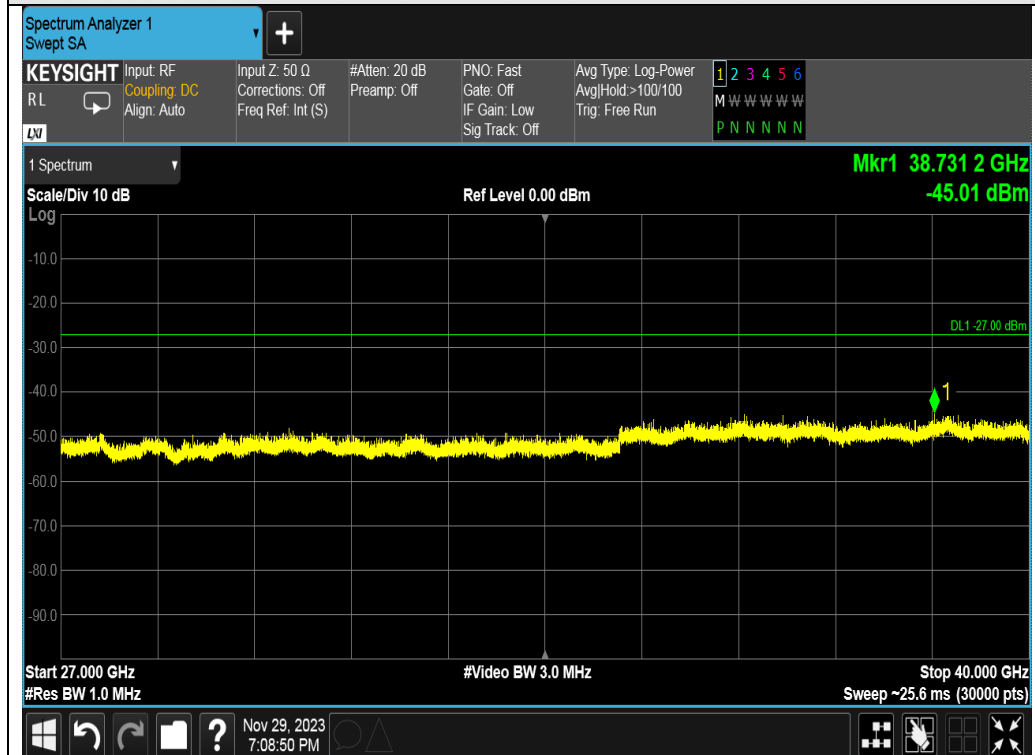 Spectrum Analyzer 1
Swept SA
+
KEYSIGHT
R L
LXI
Input: RF
Coupling: DC
Align: Auto
Input Z: 50 Ω
Corrections: Off
Freq Ref: Int (S)
#Atten: 20 dB
Preamp: Off
PNO: Fast
Gate: Off
IF Gain: Low
Sig Track: Off
Avg Type: Log-Power
Avg|Hold:>100/100
Trig: Free Run
1 2 3 4 5 6
M W W W W W
P N N N N N
1 Spectrum
Mkr1 38.731 2 GHz
Scale/Div 10 dB
Ref Level 0.00 dBm
-45.01 dBm
Log
-10.0
-20.0
DL1 -27.00 dBm
-30.0
-40.0
1
-50.0
-60.0
-70.0
-80.0
-90.0
Start 27.000 GHz
#Video BW 3.0 MHz
Stop 40.000 GHz
#Res BW 1.0 MHz
Sweep ~25.6 ms (30000 pts)
?
Nov 29, 2023
7:08:50 PM